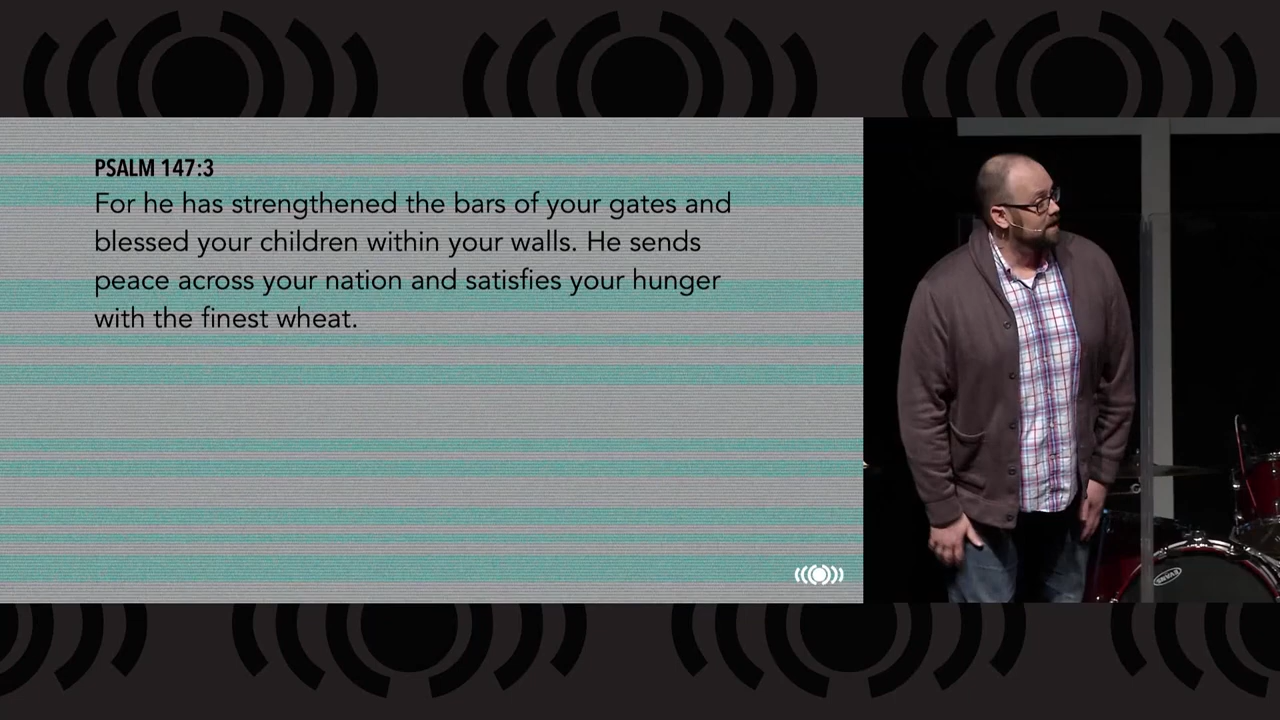 PSALM 147:3
For he has strengthened the bars of your gates and
blessed your children within your walls. He sends
peace across your nation and satisfies your hunger
with the finest wheat.
EVANS